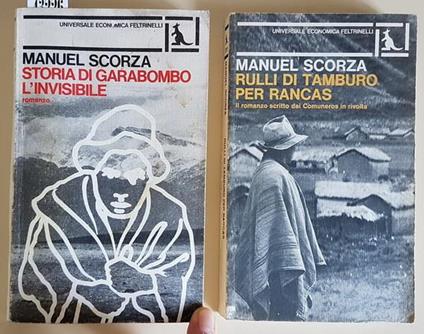 UNIVERSALE ECONOMICA FELTRINELLI
MANUEL SCORZA
STORIA DI GARABOMBO
L'INVISIBILE
romanzo
UNIVERSALE ECONOMICA FELTRINELLI
MANUEL SCORZA
RULLI DI TAMBURO
PER RANCAS
Il romanzo scritto dai Comuneros in rivolta